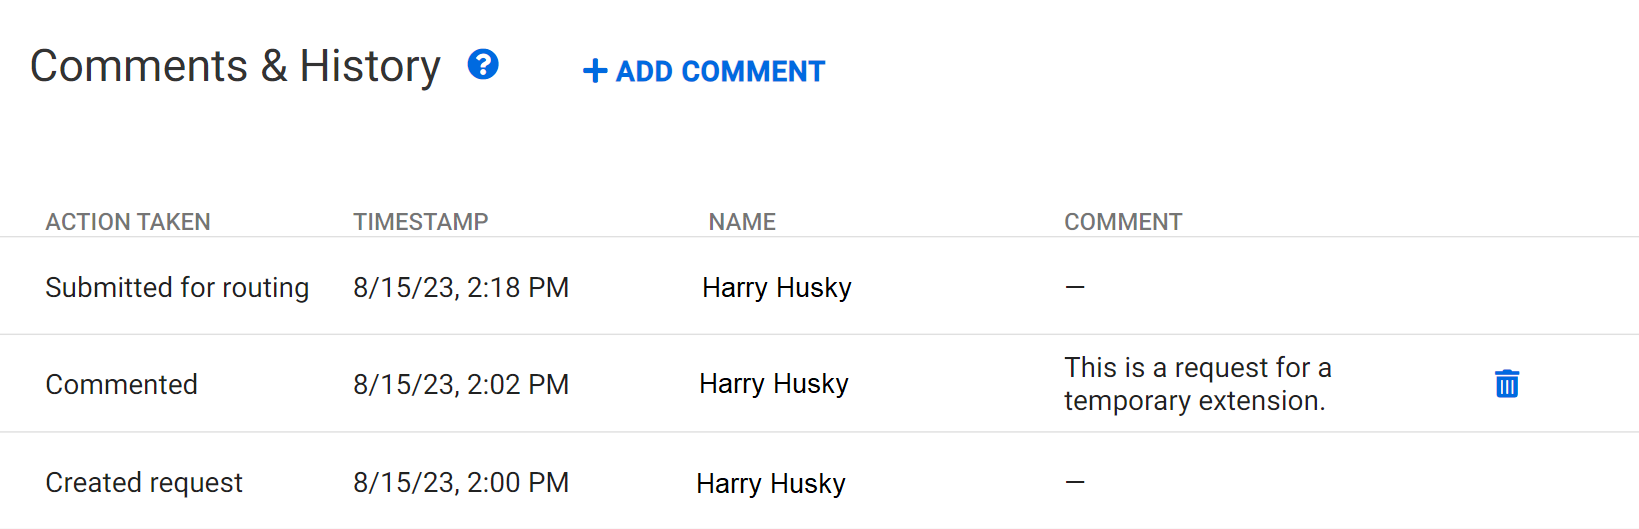 Comments & History ? + ADD COMMENT
ACTION TAKEN TIMESTAMP NAME COMMENT
Submitted for routing 8/15/23, 2:18 PM Harry Husky —
Commented 8/15/23, 2:02 PM Harry Husky This is a request for a
temporary extension.
Created request 8/15/23, 2:00 PM Harry Husky —